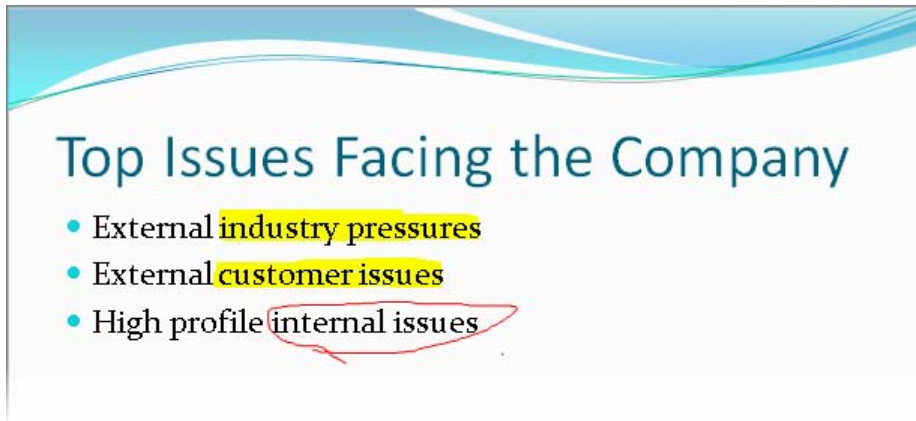 Top Issues Facing the Company
• External industry pressures
• External customer issues
• High profile internal issues